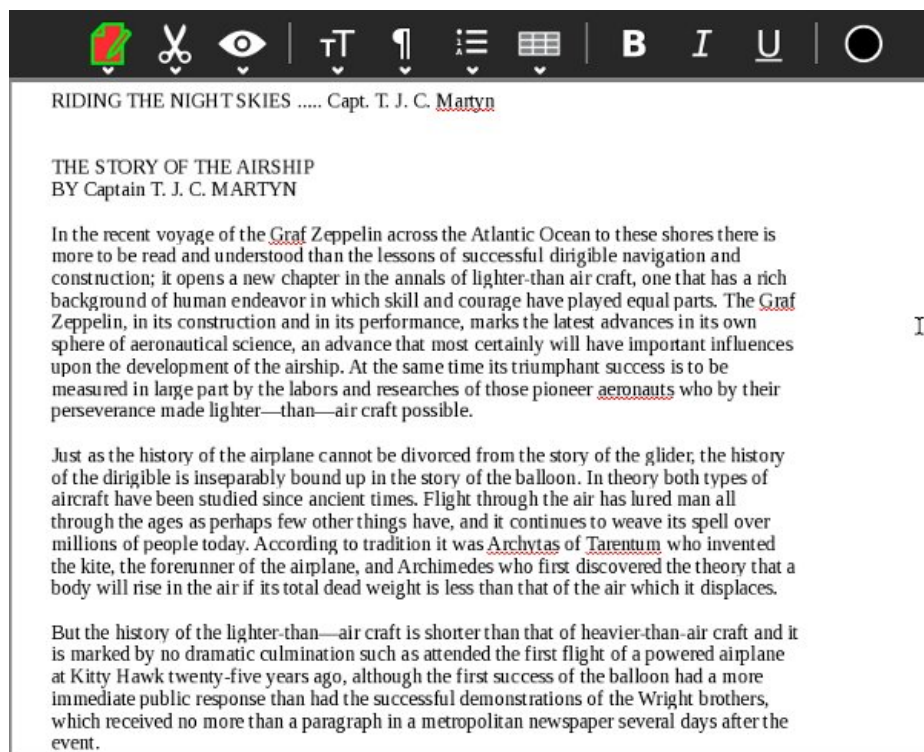 B I U
RIDING THE NIGHT SKIES ..... Capt. T. J. C. Martyn
THE STORY OF THE AIRSHIP
BY Captain T. J. C. MARTYN
In the recent voyage of the Graf Zeppelin across the Atlantic Ocean to these shores there is
more to be read and understood than the lessons of successful dirigible navigation and
construction; it opens a new chapter in the annals of lighter-than air craft, one that has a rich
background of human endeavor in which skill and courage have played equal parts. The Graf
Zeppelin, in its construction and in its performance, marks the latest advances in its own
sphere of aeronautical science, an advance that most certainly will have important influences
upon the development of the airship. At the same time its triumphant success is to be
measured in large part by the labors and researches of those pioneer aeronauts who by their
perseverance made lighter—than—air craft possible.
Just as the history of the airplane cannot be divorced from the story of the glider, the history
of the dirigible is inseparably bound up in the story of the balloon. In theory both types of
aircraft have been studied since ancient times. Flight through the air has lured man all
through the ages as perhaps few other things have, and it continues to weave its spell over
millions of people today. According to tradition it was Archytas of Tarentum who invented
the kite, the forerunner of the airplane, and Archimedes who first discovered the theory that a
body will rise in the air if its total dead weight is less than that of the air which it displaces.
But the history of the lighter-than—air craft is shorter than that of heavier-than-air craft and it
is marked by no dramatic culmination such as attended the first flight of a powered airplane
at Kitty Hawk twenty-five years ago, although the first success of the balloon had a more
immediate public response than had the successful demonstrations of the Wright brothers,
which received no more than a paragraph in a metropolitan newspaper several days after the
event.